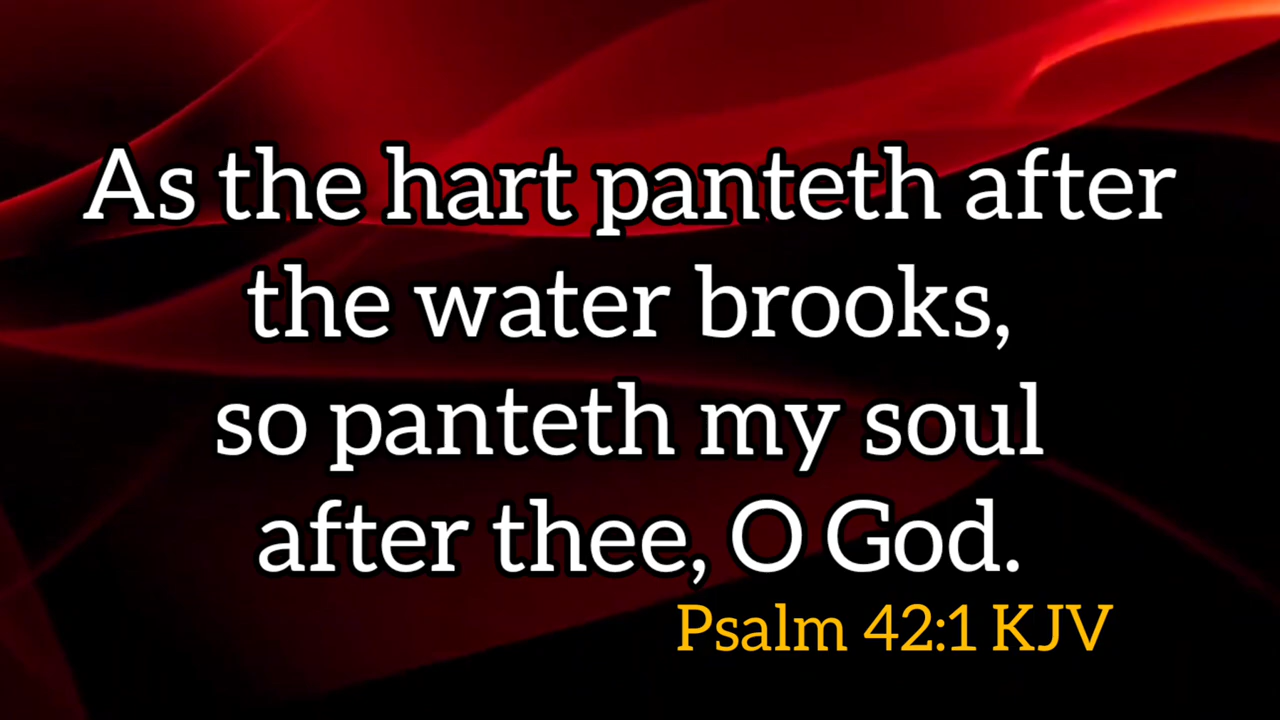 As the hart panteth after
the water brooks,
so panteth my soul
after thee, O God.
Psalm 42:1 KJV